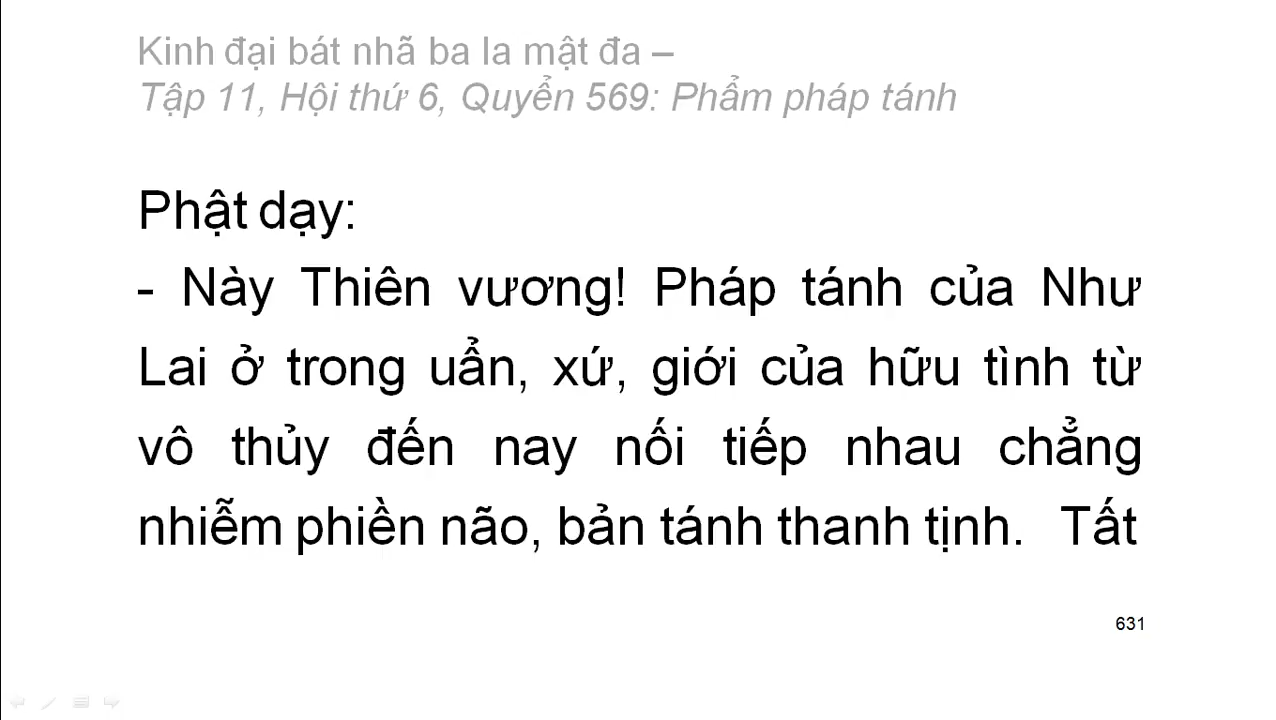 Kinh đại bát nhã ba la mật đa –
Tập 11, Hội thứ 6, Quyển 569: Phẩm pháp tánh
Phật dạy:
- Này Thiên vương! Pháp tánh của Như
Lai ở trong uẩn, xứ, giới của hữu tình từ
vô thủy đến nay nối tiếp nhau chẳng
nhiễm phiền não, bản tánh thanh tịnh. Tất
631